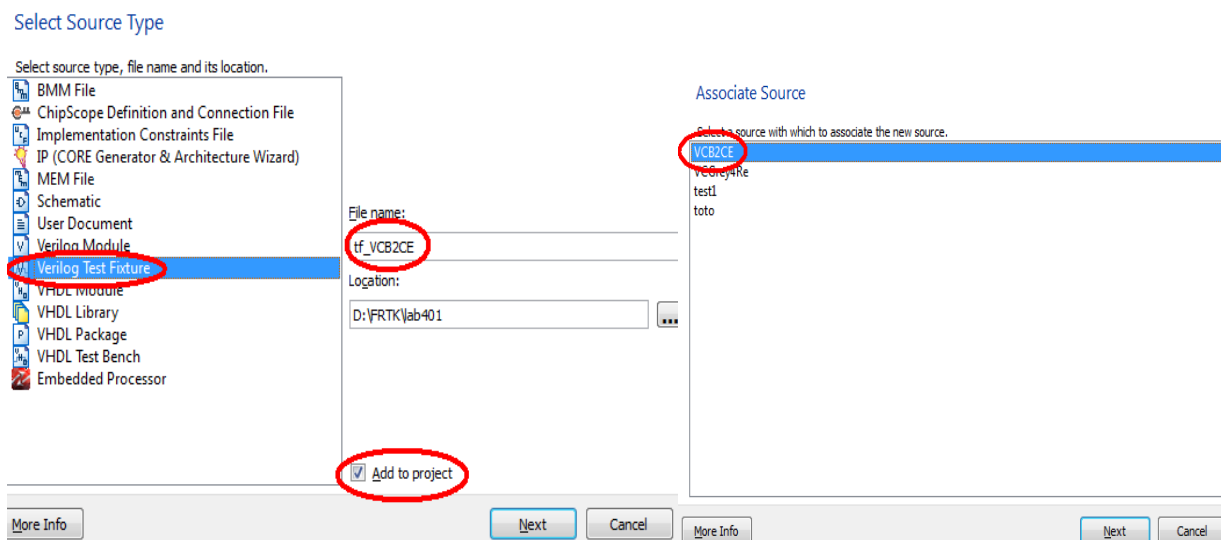 Select Source Type
Select source type, file name and its location.
BMM File
ChipScope Definition and Connection File
Implementation Constraints File
IP (CORE Generator & Architecture Wizard)
MEM File
Schematic
User Document
Verilog Module
Verilog Test Fixture
VHDL Module
VHDL Library
VHDL Package
VHDL Test Bench
Embedded Processor
File name:
tf_VCB2CE
Location:
D:\FRTK\lab401
...
Add to project
More Info
Next
Cancel
Associate Source
Select a source with which to associate the new source.
VCB2CE
VCGrey4Re
test1
toto
More Info
Next
Cancel